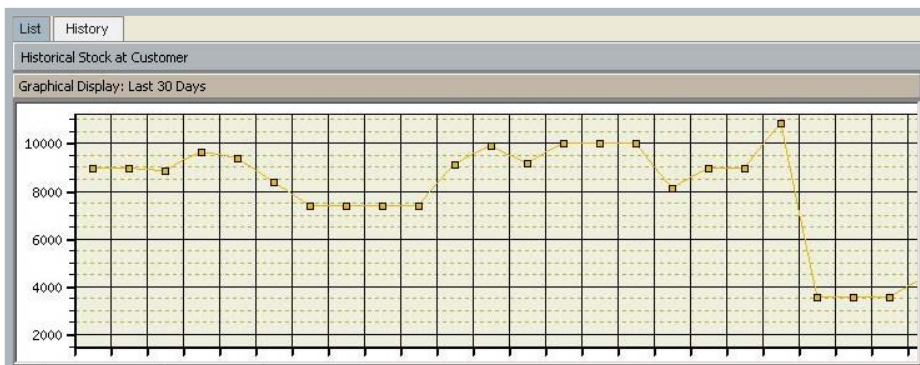 List History
Historical Stock at Customer
Graphical Display: Last 30 Days
10000
8000
6000
4000
2000